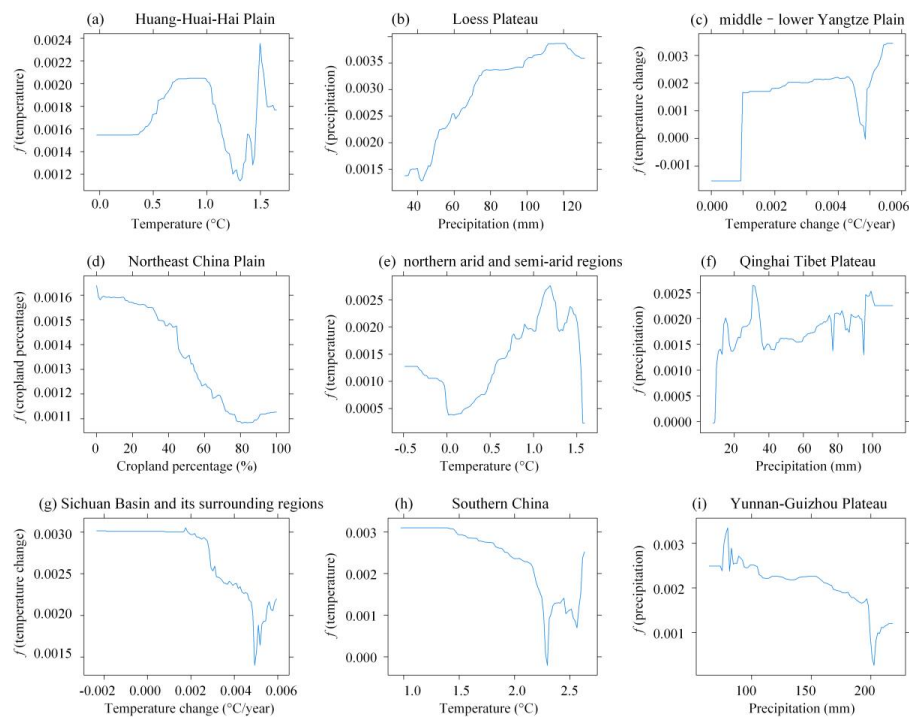 (a) Huang-Huai-Hai Plain
f (temperature)
0.0024
0.0022
0.0020
0.0018
0.0016
0.0014
0.0012
0.0 0.5 1.0 1.5
Temperature (°C)
(b) Loess Plateau
f (precipitation)
0.0035
0.0030
0.0025
0.0020
0.0015
40 60 80 100 120
Precipitation (mm)
(c) middle－lower Yangtze Plain
f (temperature change)
0.003
0.002
0.001
0.000
-0.001
0.000 0.002 0.004 0.006
Temperature change (°C/year)
(d) Northeast China Plain
f (cropland percentage)
0.0016
0.0015
0.0014
0.0013
0.0012
0.0011
0 20 40 60 80 100
Cropland percentage (%)
(e) northern arid and semi-arid regions
f (temperature)
0.0025
0.0020
0.0015
0.0010
0.0005
-0.5 0.0 0.5 1.0 1.5
Temperature (°C)
(f) Qinghai Tibet Plateau
f (precipitation)
0.0025
0.0020
0.0015
0.0010
0.0005
0.0000
20 40 60 80 100
Precipitation (mm)
(g) Sichuan Basin and its surrounding regions
f (temperature change)
0.0030
0.0025
0.0020
0.0015
-0.002 0.000 0.002 0.004 0.006
Temperature change (°C/year)
(h) Southern China
f (temperature)
0.003
0.002
0.001
0.000
1.0 1.5 2.0 2.5
Temperature (°C)
(i) Yunnan-Guizhou Plateau
f (precipitation)
0.003
0.002
0.001
100 150 200
Precipitation (mm)